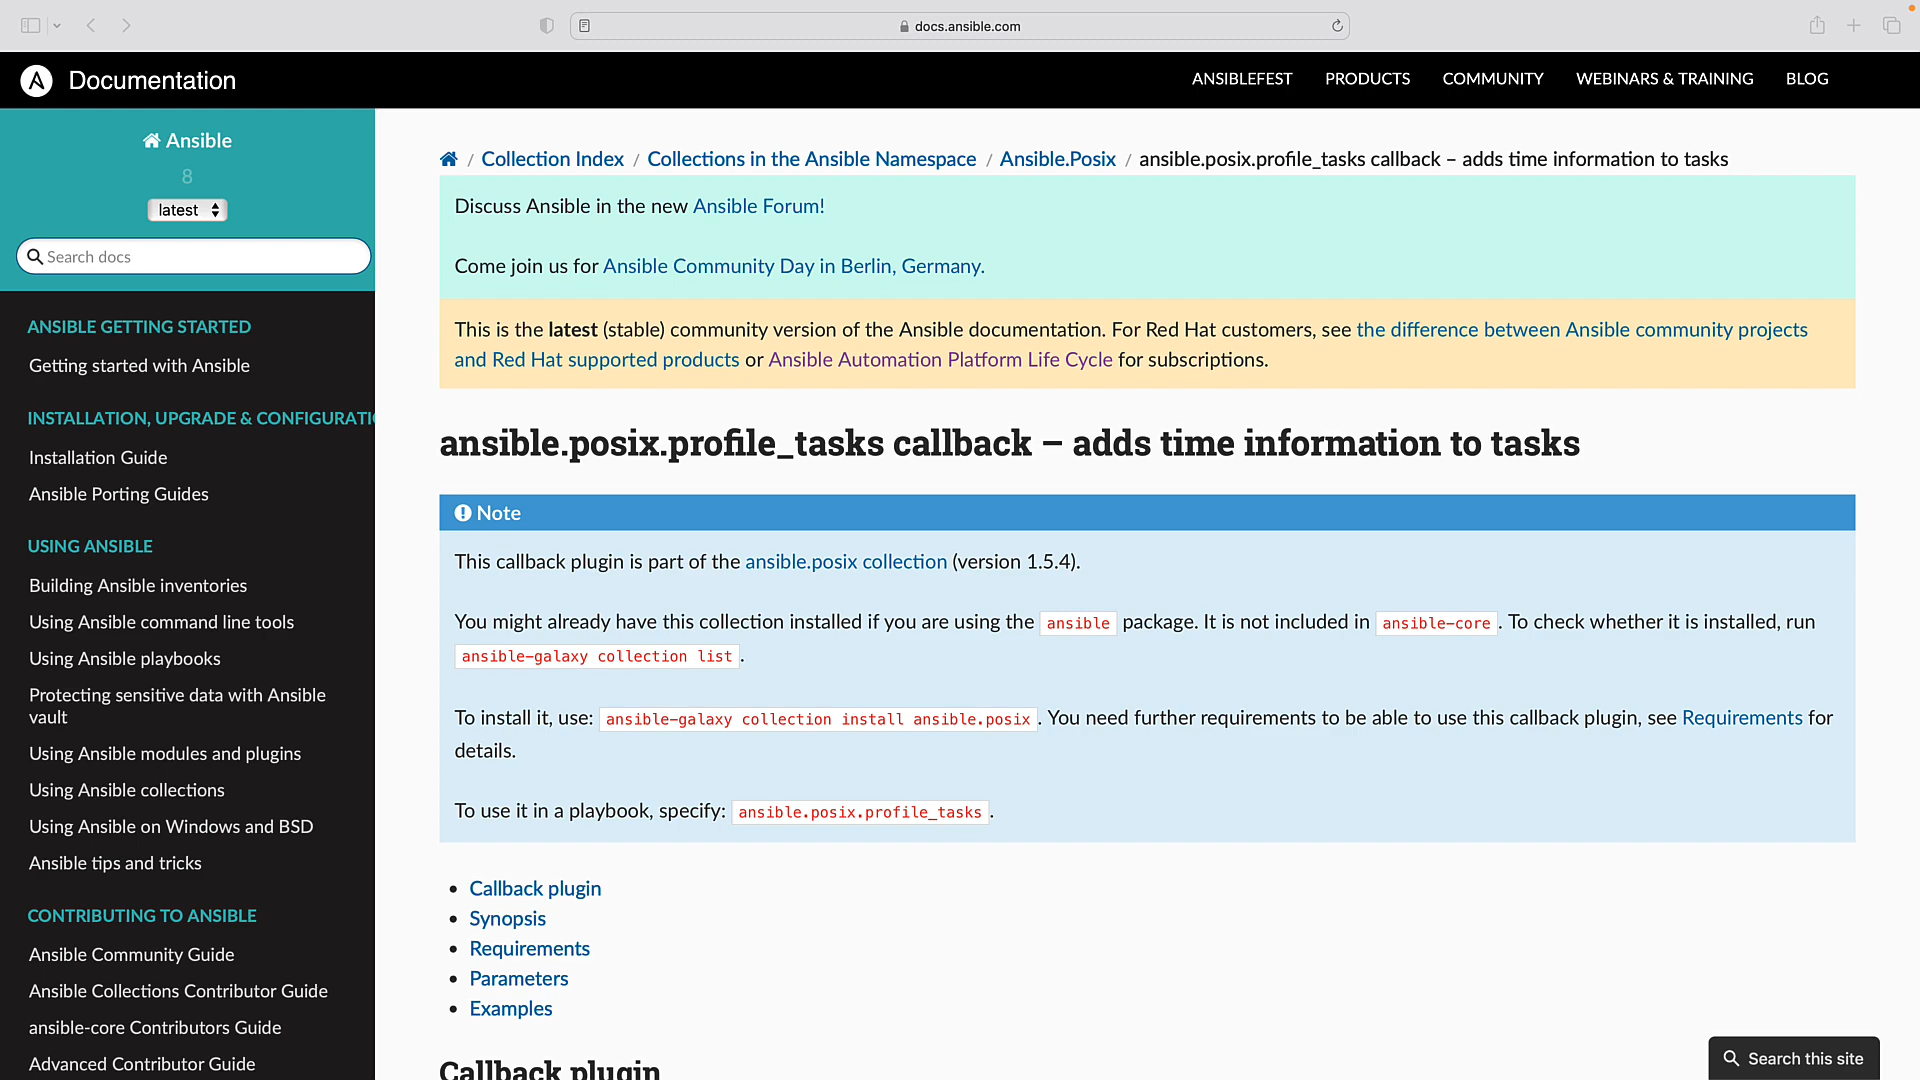 docs.ansible.com
Documentation
ANSIBLEFEST
PRODUCTS
COMMUNITY
WEBINARS & TRAINING
BLOG
Ansible
8
latest
Search docs
ANSIBLE GETTING STARTED
Getting started with Ansible
INSTALLATION, UPGRADE & CONFIGURATI
Installation Guide
Ansible Porting Guides
USING ANSIBLE
Building Ansible inventories
Using Ansible command line tools
Using Ansible playbooks
Protecting sensitive data with Ansible
vault
Using Ansible modules and plugins
Using Ansible collections
Using Ansible on Windows and BSD
Ansible tips and tricks
CONTRIBUTING TO ANSIBLE
Ansible Community Guide
Ansible Collections Contributor Guide
ansible-core Contributors Guide
Advanced Contributor Guide
/ Collection Index / Collections in the Ansible Namespace / Ansible.Posix / ansible.posix.profile_tasks callback – adds time information to tasks
Discuss Ansible in the new Ansible Forum!
Come join us for Ansible Community Day in Berlin, Germany.
This is the latest (stable) community version of the Ansible documentation. For Red Hat customers, see the difference between Ansible community projects
and Red Hat supported products or Ansible Automation Platform Life Cycle for subscriptions.
ansible.posix.profile_tasks callback – adds time information to tasks
Note
This callback plugin is part of the ansible.posix collection (version 1.5.4).
You might already have this collection installed if you are using the ansible package. It is not included in ansible-core. To check whether it is installed, run
ansible-galaxy collection list.
To install it, use: ansible-galaxy collection install ansible.posix. You need further requirements to be able to use this callback plugin, see Requirements for
details.
To use it in a playbook, specify: ansible.posix.profile_tasks.
• Callback plugin
• Synopsis
• Requirements
• Parameters
• Examples
Callback plugin
Search this site